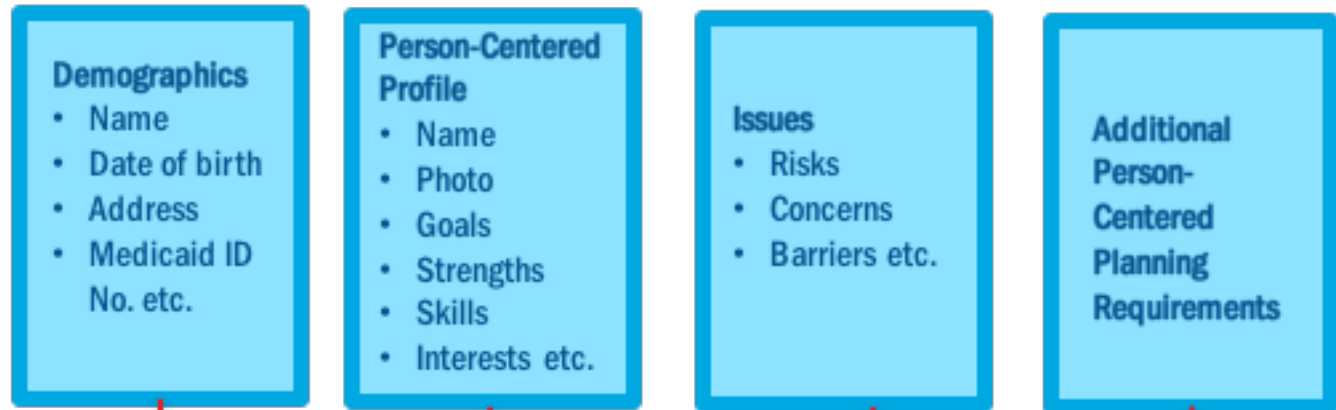 Demographics
• Name
• Date of birth
• Address
• Medicaid ID
No. etc.
Person-Centered
Profile
• Name
• Photo
• Goals
• Strengths
• Skills
• Interests etc.
Issues
• Risks
• Concerns
• Barriers etc.
Additional
Person-
Centered
Planning
Requirements